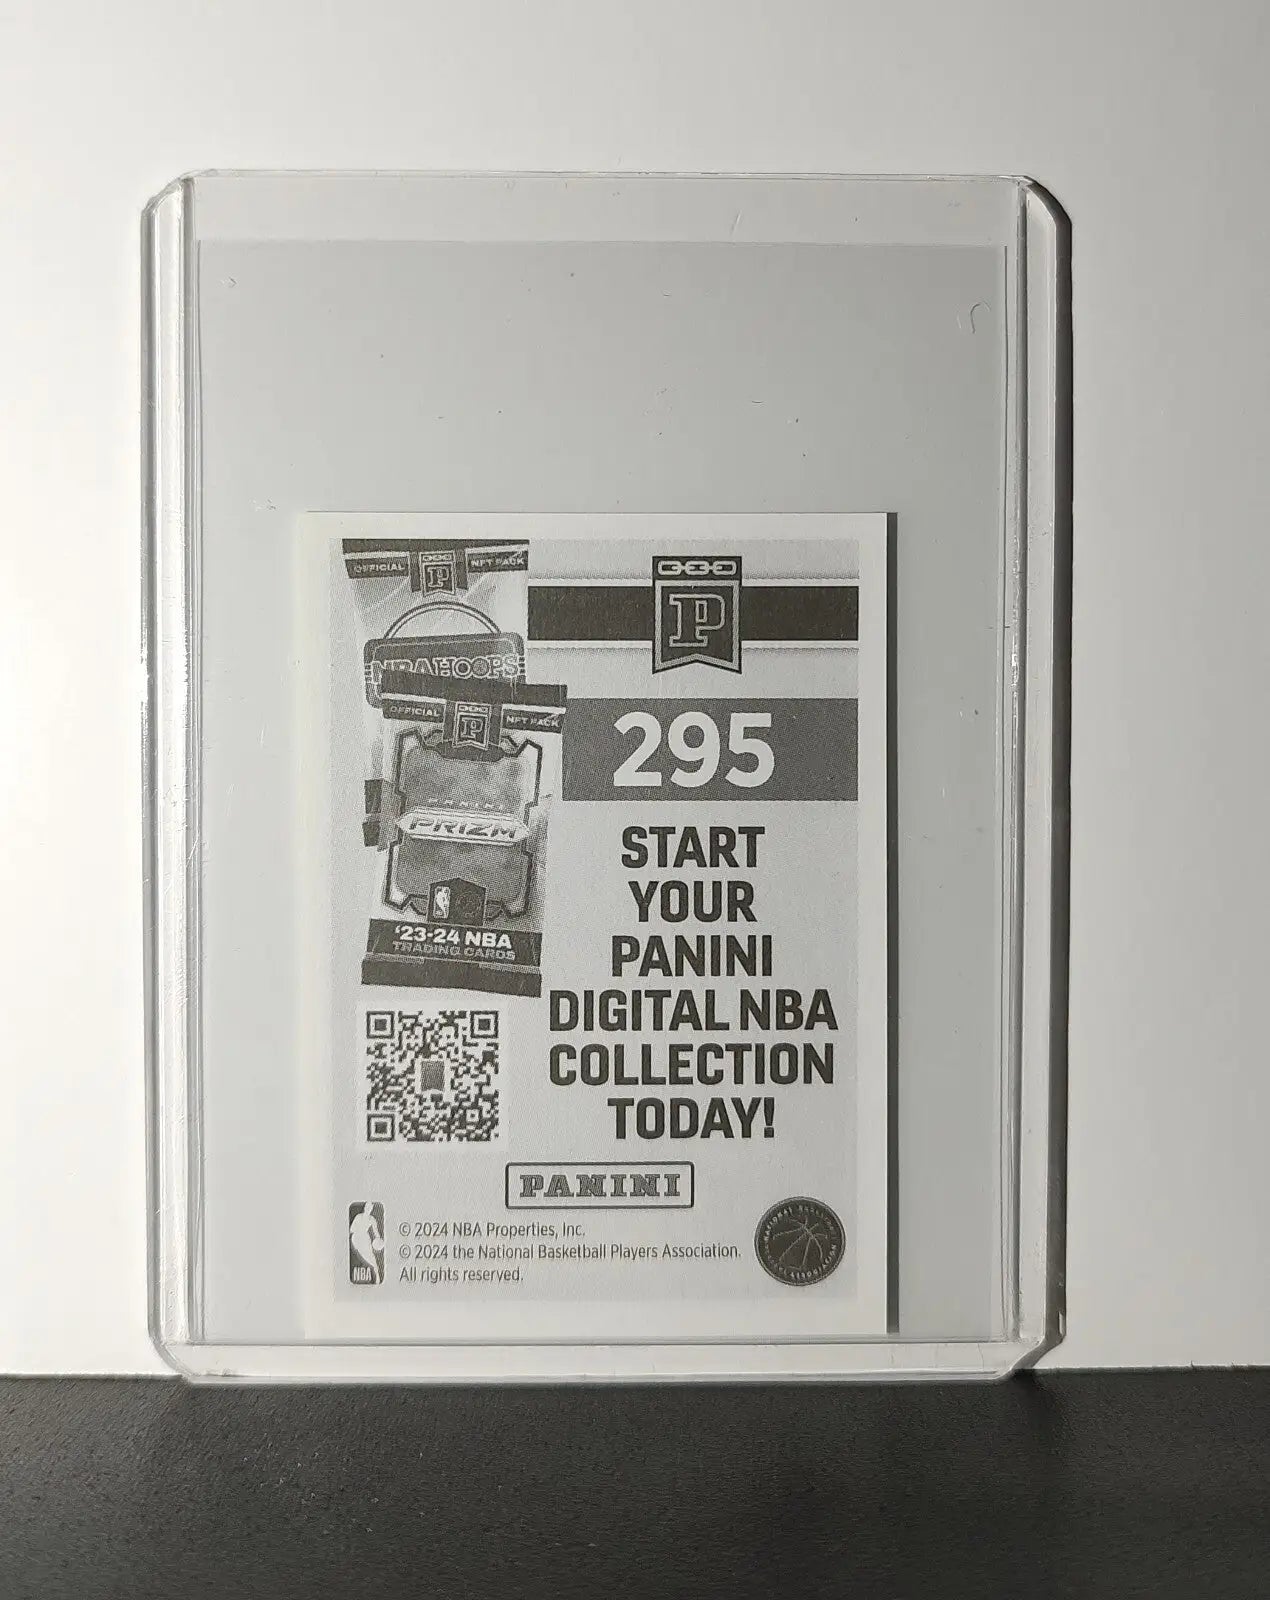 OFFICIAL
P
NFT PACK
NBA HOOPS
P
OFFICIAL
P
NFT PACK
295
PANINI
PRIZM
START
YOUR
PANINI
DIGITAL NBA
COLLECTION
TODAY!
'23-24 NBA
TRADING CARDS
PANINI
NBA
© 2024 NBA Properties, Inc.
© 2024 the National Basketball Players Association.
All rights reserved.